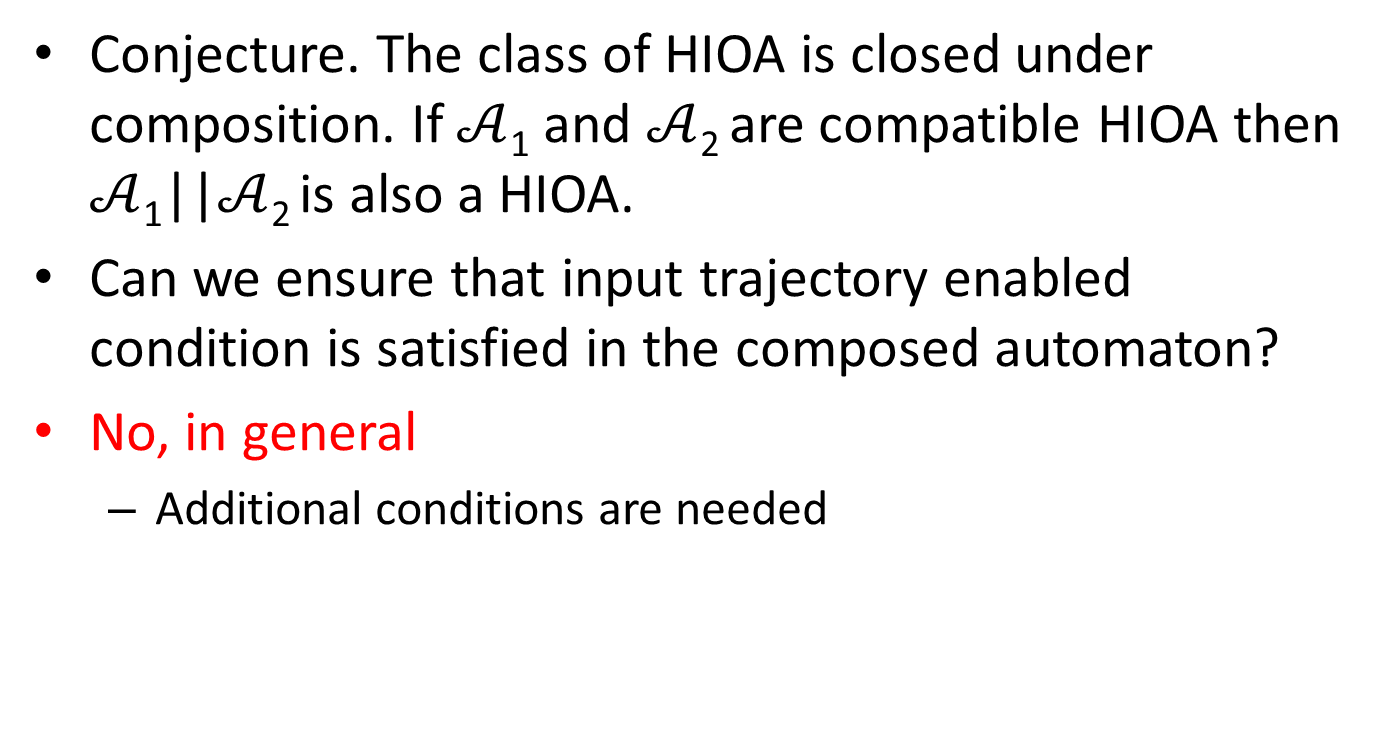 • Conjecture. The class of HIOA is closed under
composition. If 𝒜₁ and 𝒜₂ are compatible HIOA then
𝒜₁||𝒜₂ is also a HIOA.
• Can we ensure that input trajectory enabled
condition is satisfied in the composed automaton?
• No, in general
– Additional conditions are needed